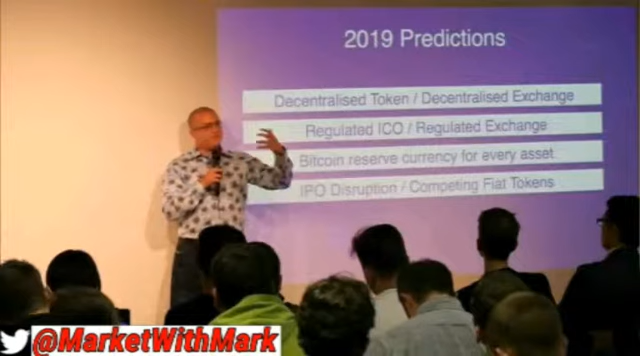 2019 Predictions
Decentralised Token / Decentralised Exchange
Regulated ICO / Regulated Exchange
Bitcoin reserve currency for every asset
IPO Disruption / Competing Fiat Tokens
@MarketWithMark